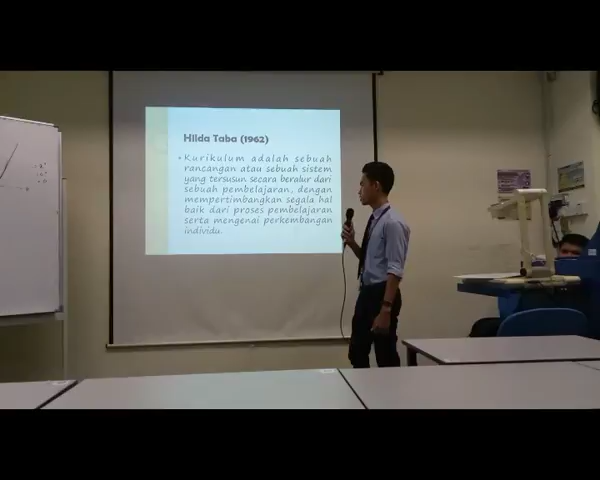 Hilda Taba (1962)
• Kurikulum adalah sebuah
rancangan atau sebuah sistem
yang tersusun secara beralur dari
sebuah pembelajaran, dengan
mempertimbangkan segala hal
baik dari proses pembelajaran
serta mengenai perkembangan
individu.